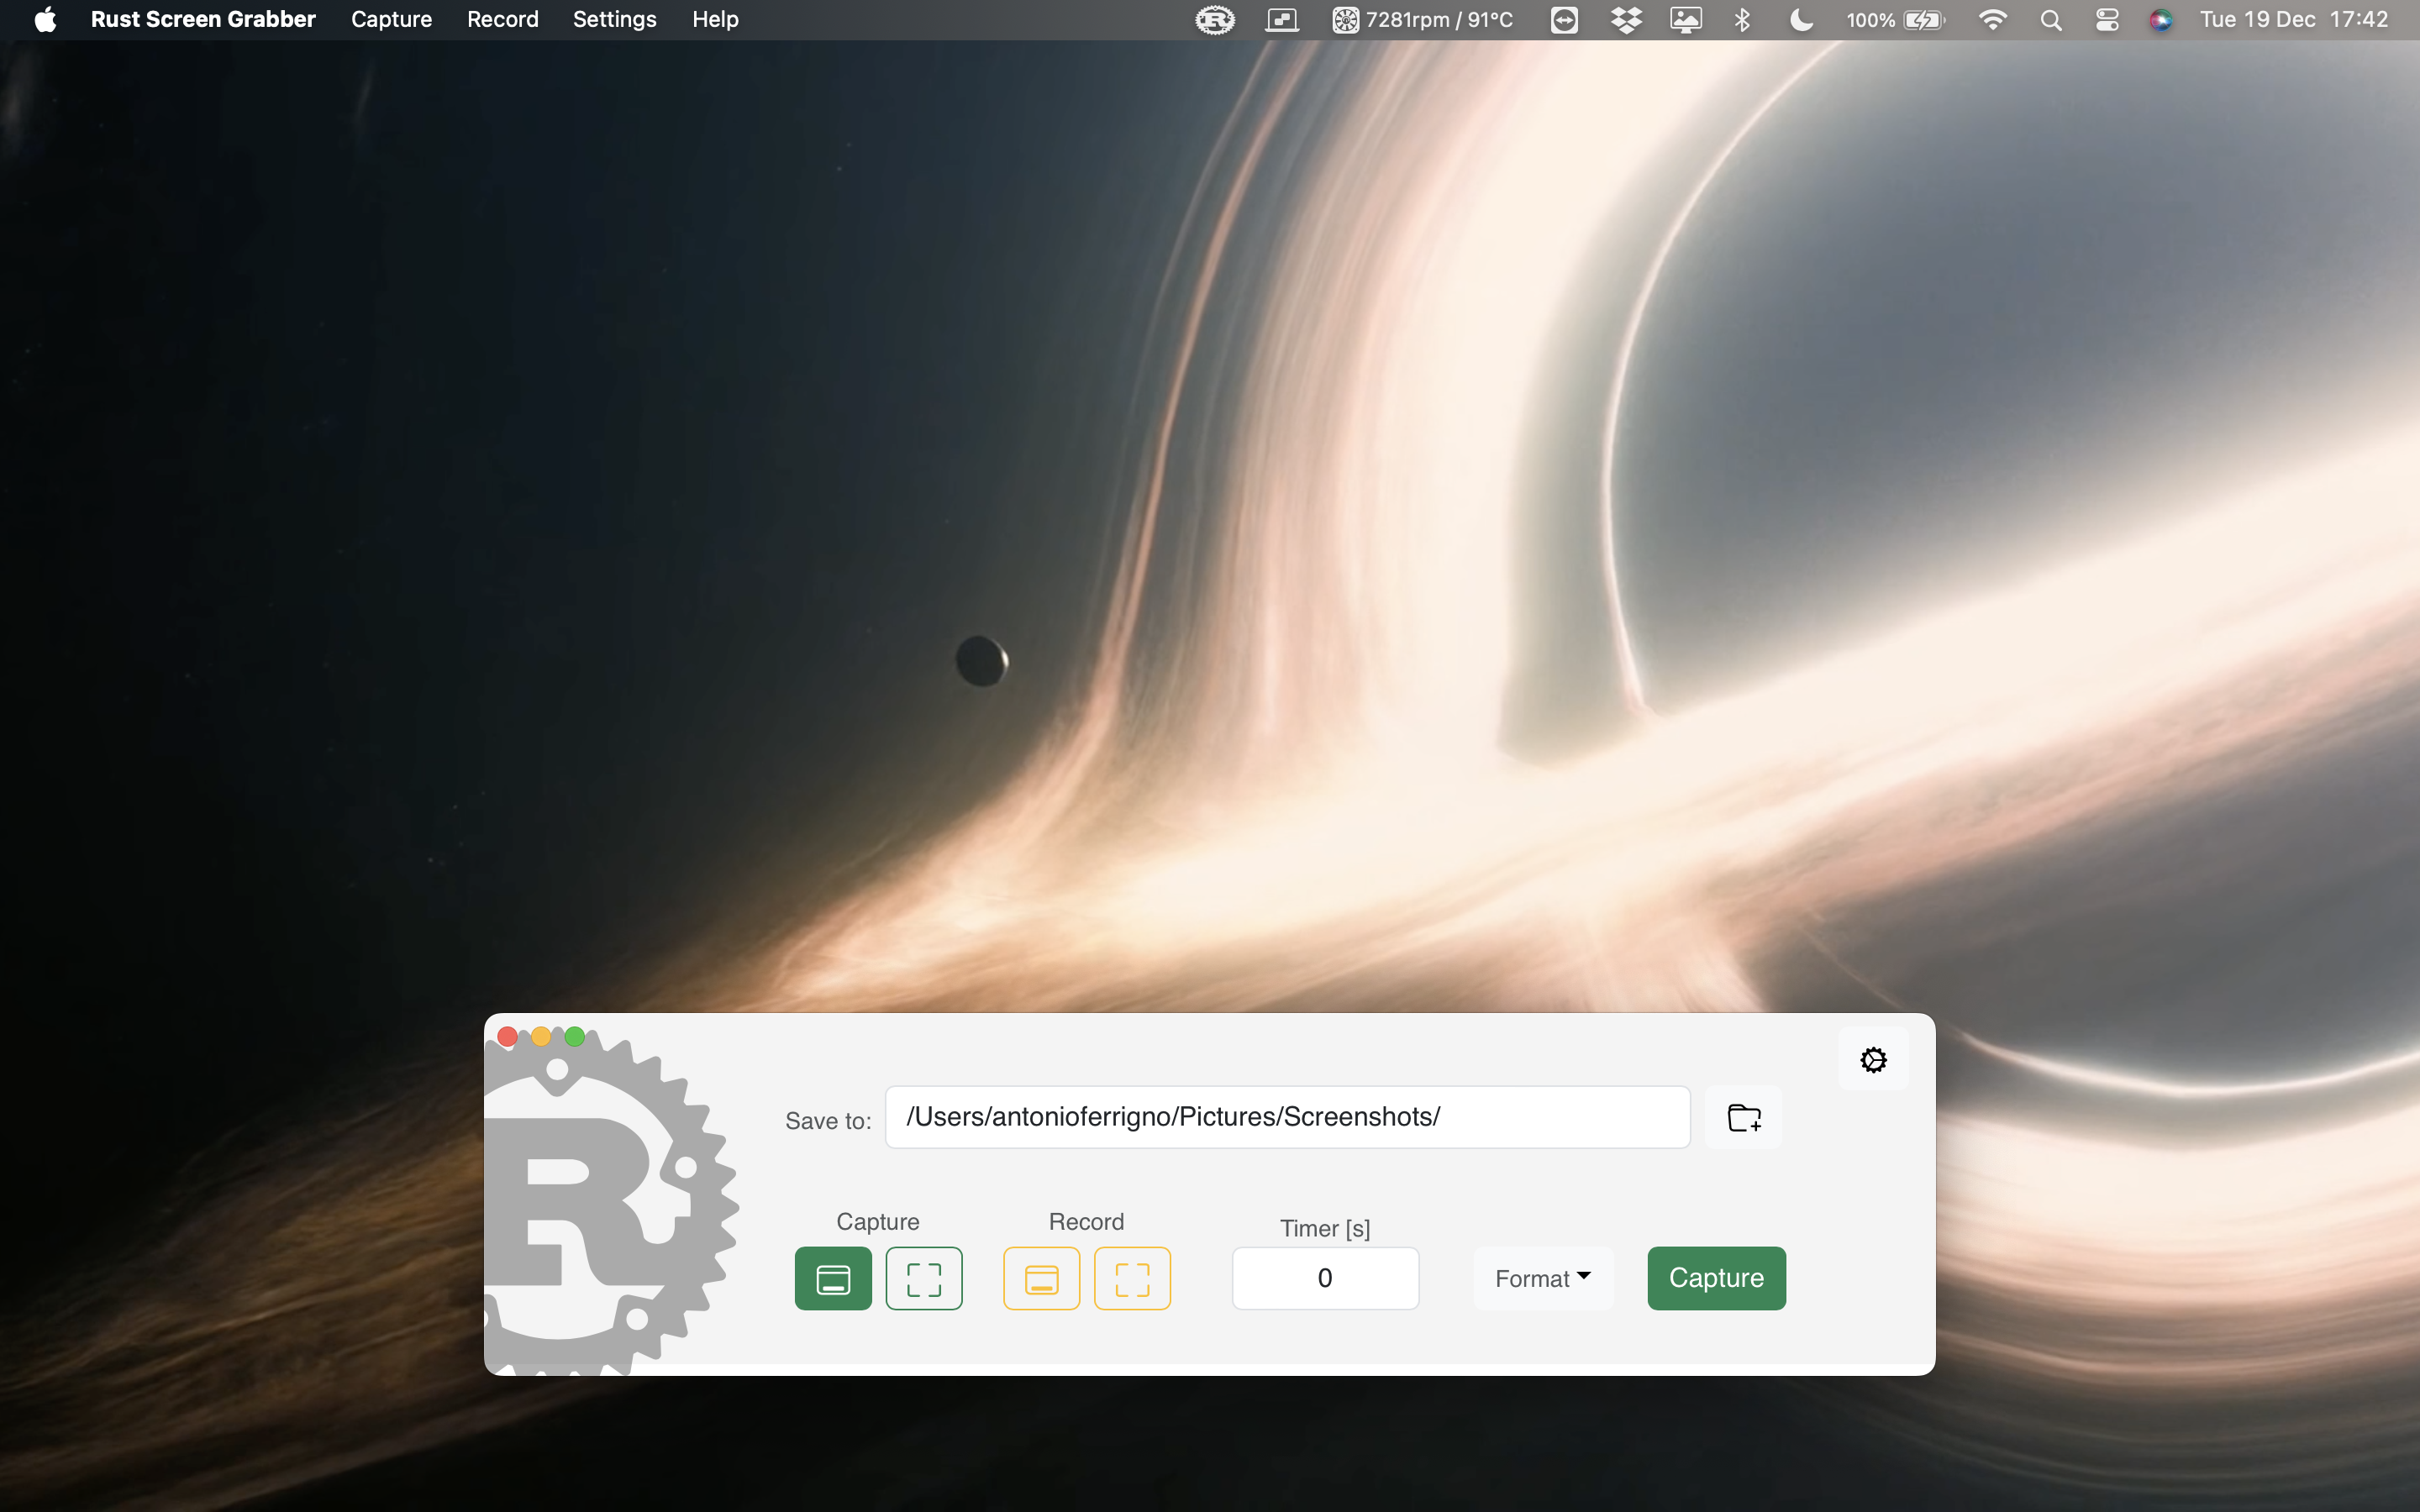 Rust Screen Grabber Capture Record Settings Help 7281rpm / 91°C 100% Tue 19 Dec 17:42
Save to: /Users/antonioferrigno/Pictures/Screenshots/
Capture Record Timer [s]
0 Format Capture
R